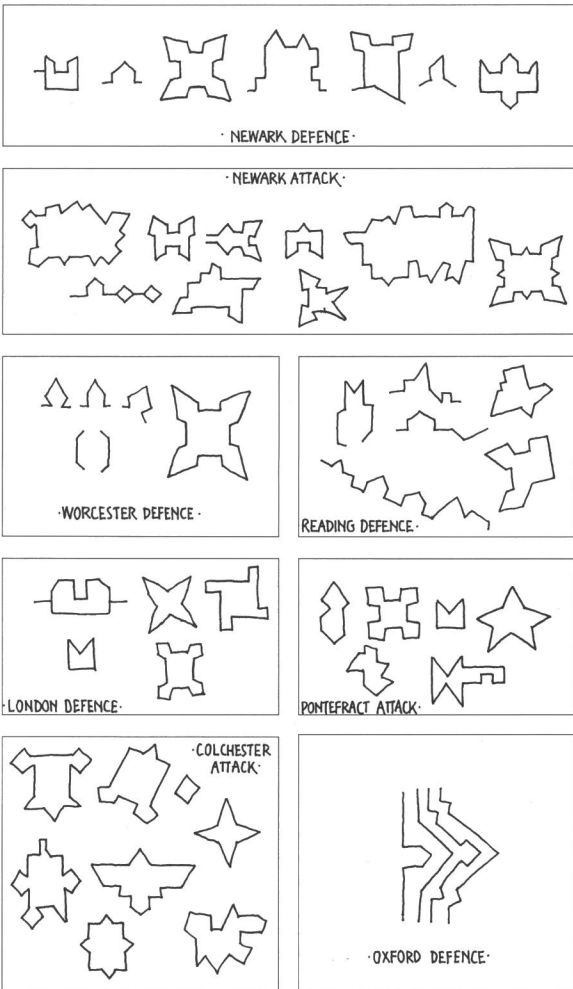 · NEWARK DEFENCE ·
· NEWARK ATTACK ·
· WORCESTER DEFENCE ·
READING DEFENCE ·
· LONDON DEFENCE ·
PONTEFRACT ATTACK ·
· COLCHESTER
ATTACK ·
· OXFORD DEFENCE ·